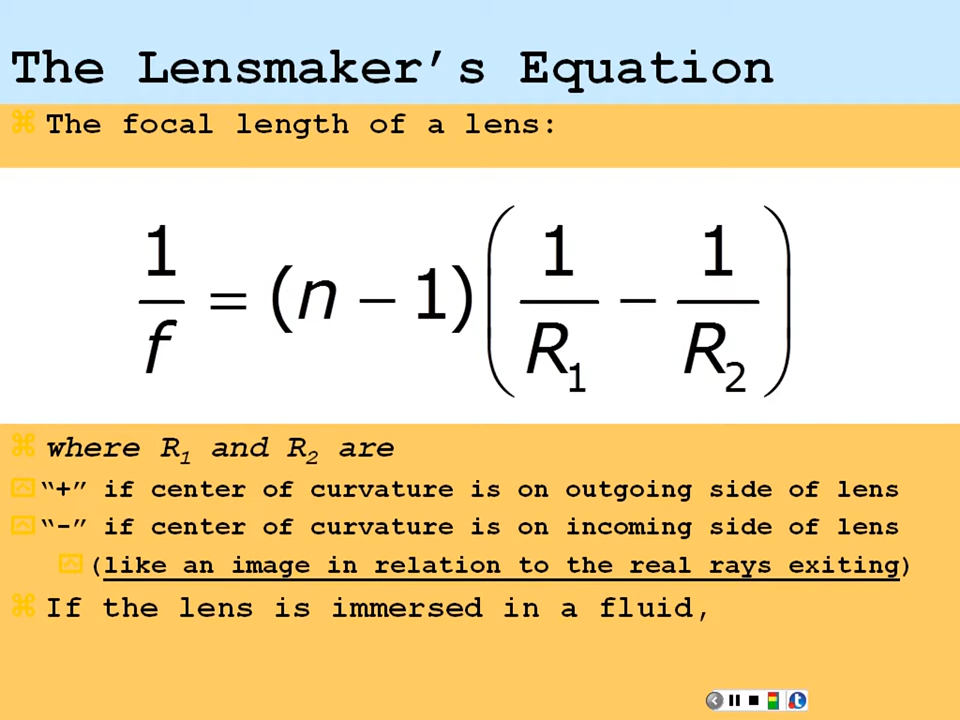 The Lensmaker’s Equation
The focal length of a lens:
1/f = (n − 1)(1/R₁ − 1/R₂)
where R₁ and R₂ are
“+” if center of curvature is on outgoing side of lens
“-” if center of curvature is on incoming side of lens
(like an image in relation to the real rays exiting)
If the lens is immersed in a fluid,